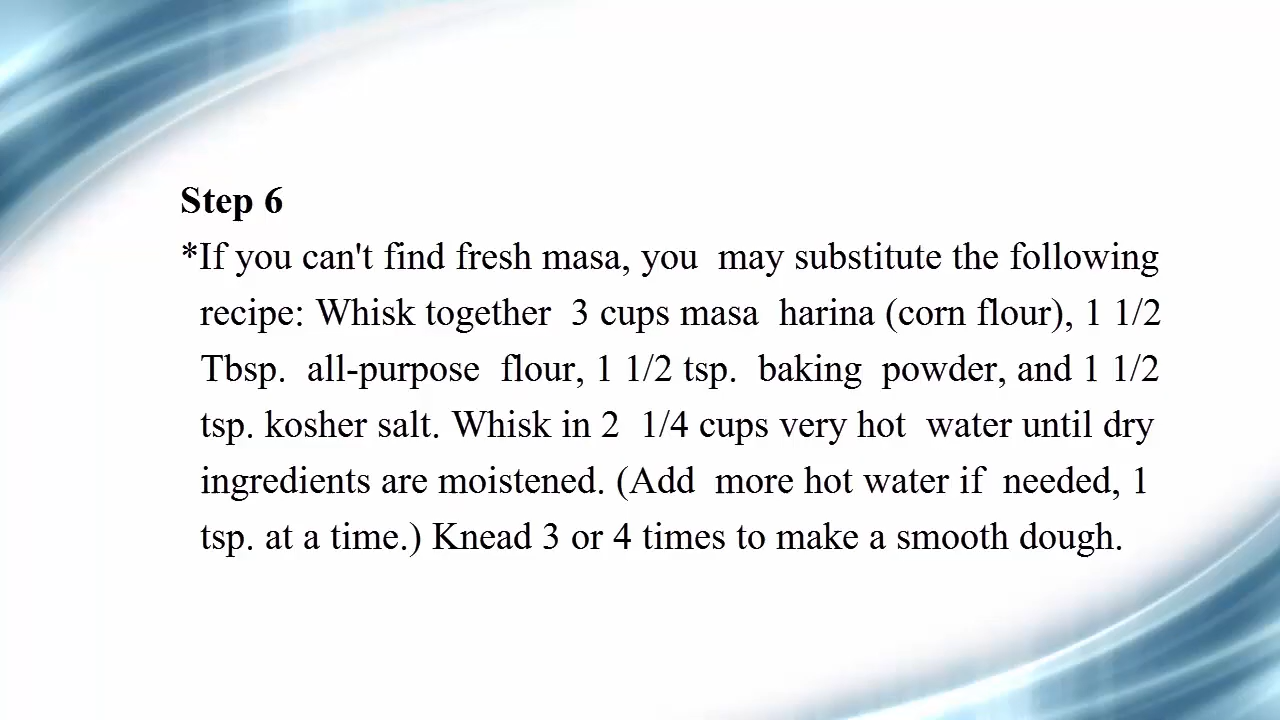 Step 6
*If you can't find fresh masa, you may substitute the following
recipe: Whisk together 3 cups masa harina (corn flour), 1 1/2
Tbsp. all-purpose flour, 1 1/2 tsp. baking powder, and 1 1/2
tsp. kosher salt. Whisk in 2 1/4 cups very hot water until dry
ingredients are moistened. (Add more hot water if needed, 1
tsp. at a time.) Knead 3 or 4 times to make a smooth dough.